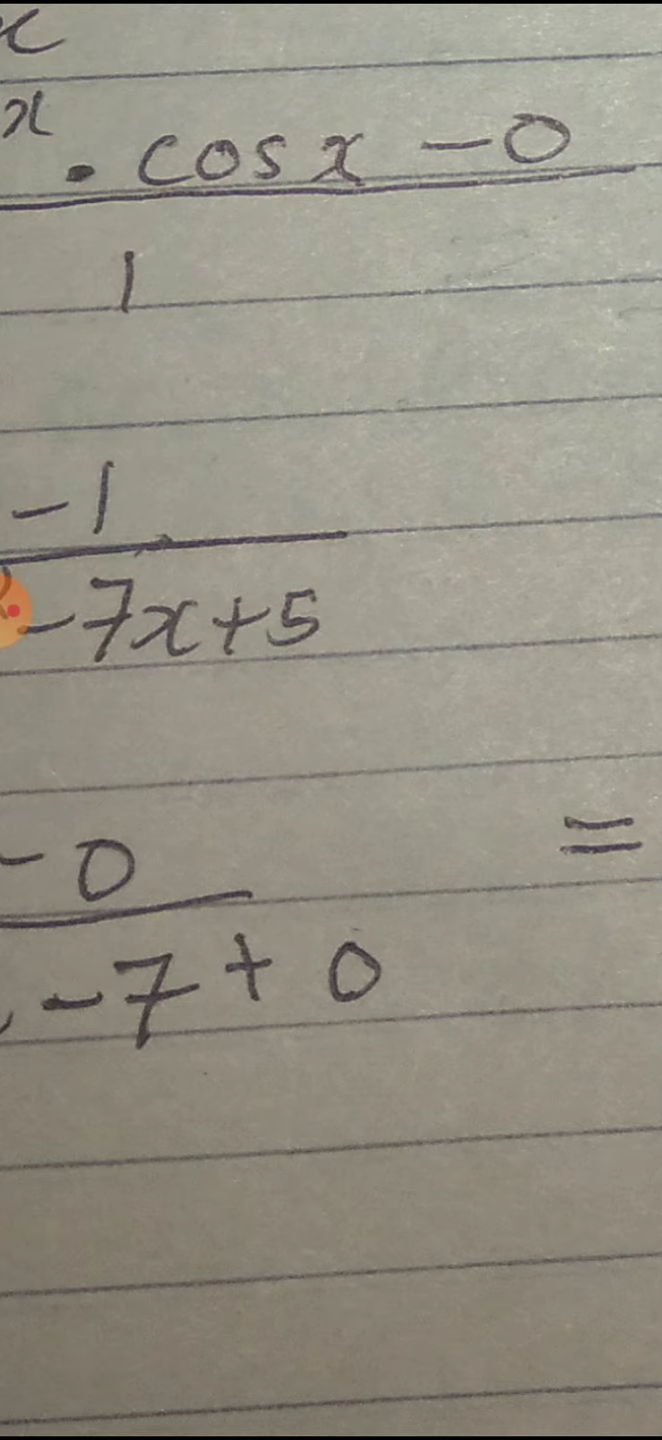 x
x . cos x - 0
1
- 1
- 7x + 5
- 0
=
- 7 + 0